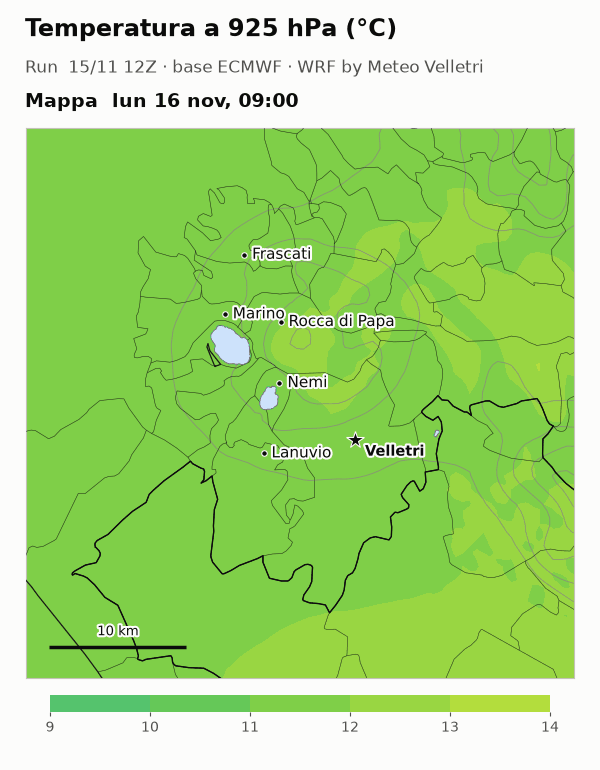 Temperatura a 925 hPa (°C)
Run  15/11 12Z · base ECMWF · WRF by Meteo Velletri
Mappa  lun 16 nov, 09:00
Frascati
Marino
Rocca di Papa
Nemi
Velletri
Lanuvio
10 km
9 10 11 12 13 14